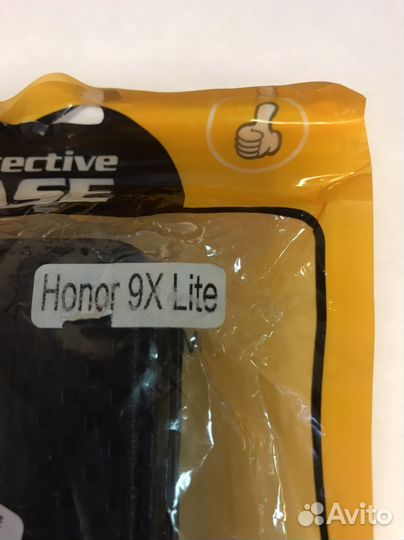 tective
ASE
Honor 9X Lite
Avito